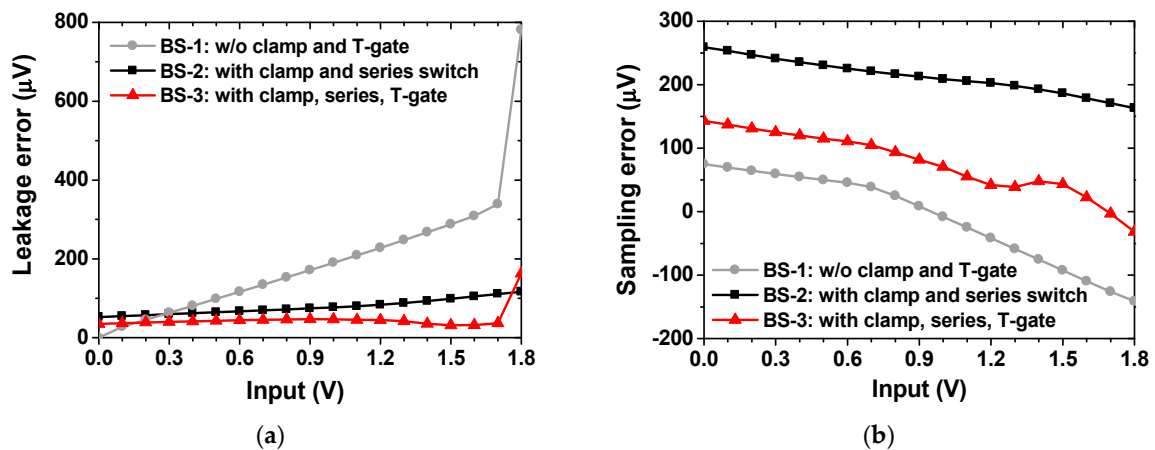 Leakage error (μV)
800
600
400
200
0
BS-1: w/o clamp and T-gate
BS-2: with clamp and series switch
BS-3: with clamp, series, T-gate
0.0 0.3 0.6 0.9 1.2 1.5 1.8
Input (V)
(a)
Sampling error (μV)
300
200
100
0
-100
-200
BS-1: w/o clamp and T-gate
BS-2: with clamp and series switch
BS-3: with clamp, series, T-gate
0.0 0.3 0.6 0.9 1.2 1.5 1.8
Input (V)
(b)